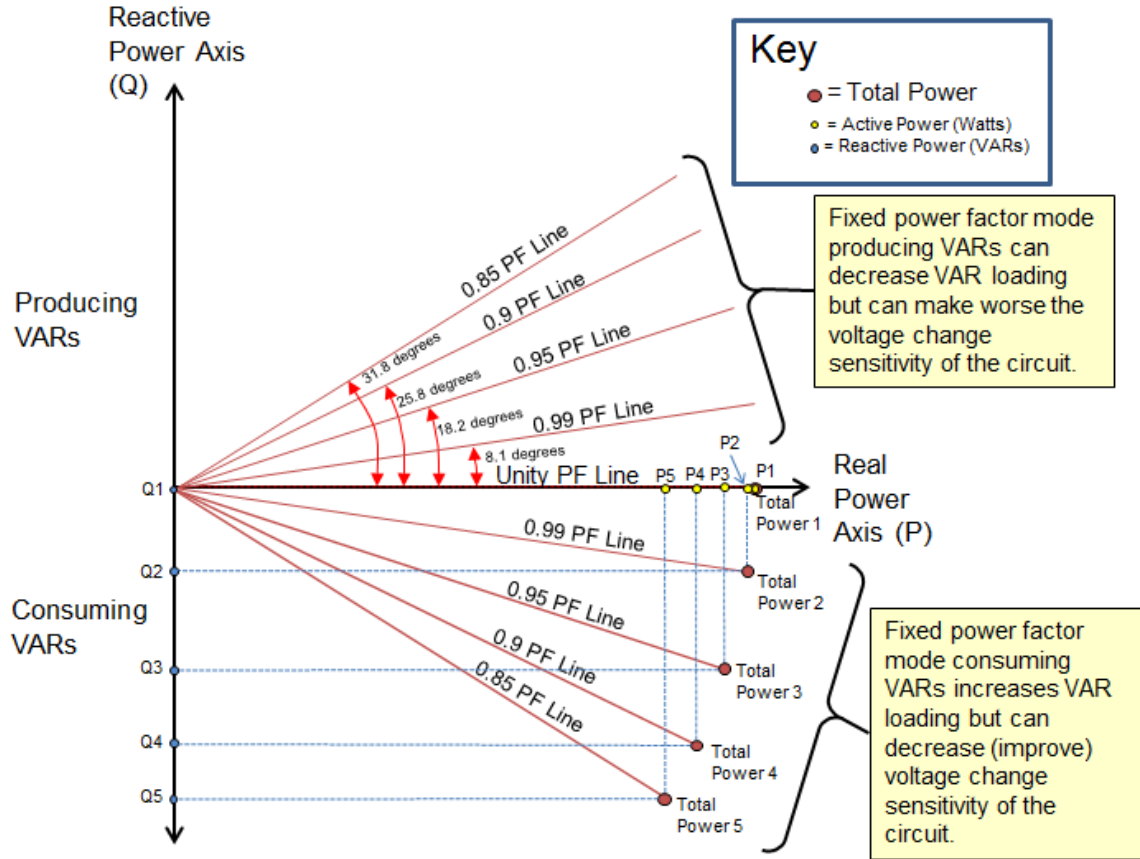 Reactive
Power Axis
(Q)
Key
= Total Power
= Active Power (Watts)
= Reactive Power (VARs)
Fixed power factor mode
producing VARs can
decrease VAR loading
but can make worse the
voltage change
sensitivity of the circuit.
Producing
VARs
0.85 PF Line
0.9 PF Line
0.95 PF Line
0.99 PF Line
31.8 degrees
25.8 degrees
18.2 degrees
8.1 degrees
Unity PF Line
P5
P4
P3
P2
P1
Q1
Total
Power 1
Real
Power
Axis (P)
0.99 PF Line
Q2
Total
Power 2
Consuming
VARs
0.95 PF Line
0.9 PF Line
0.85 PF Line
Q3
Total
Power 3
Q4
Total
Power 4
Q5
Total
Power 5
Fixed power factor
mode consuming
VARs increases VAR
loading but can
decrease (improve)
voltage change
sensitivity of the
circuit.